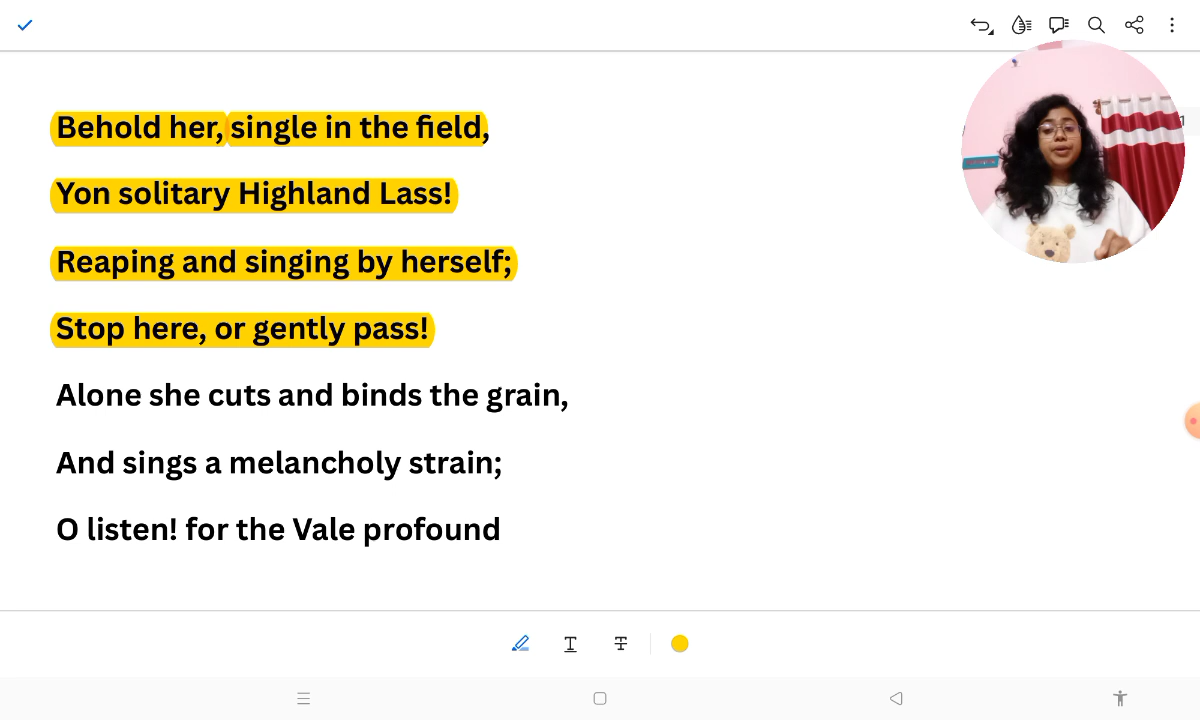 Behold her, single in the field,
Yon solitary Highland Lass!
Reaping and singing by herself;
Stop here, or gently pass!
Alone she cuts and binds the grain,
And sings a melancholy strain;
O listen! for the Vale profound